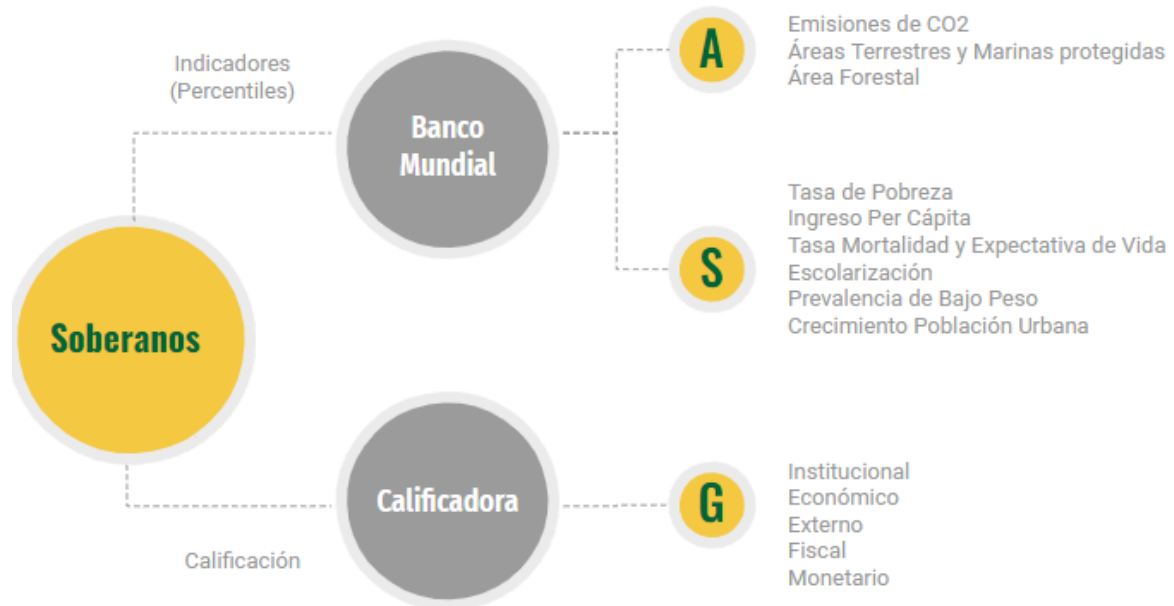 Soberanos
Indicadores
(Percentiles)
Banco
Mundial
A
Emisiones de CO2
Áreas Terrestres y Marinas protegidas
Área Forestal
S
Tasa de Pobreza
Ingreso Per Cápita
Tasa Mortalidad y Expectativa de Vida
Escolarización
Prevalencia de Bajo Peso
Crecimiento Población Urbana
Calificación
Calificadora
G
Institucional
Económico
Externo
Fiscal
Monetario